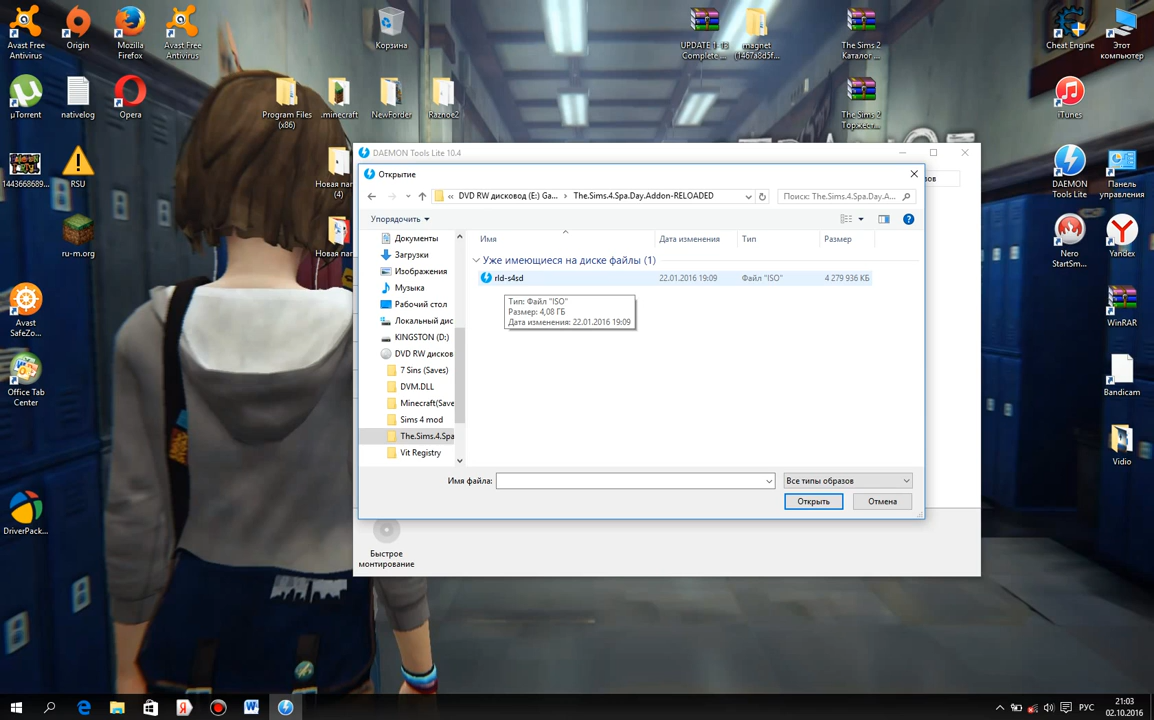 Avast Free
Antivirus
Origin
Mozilla
Firefox
Avast Free
Antivirus
Корзина
UPDATE 1-13
Complete ...
magnet
(1467a8d5f...
The Sims 2
Каталог ...
Cheat Engine
Этот
компьютер
µTorrent
nativelog
Opera
Program Files
(x86)
.minecraft
NewForder
Raznoe2
The Sims 2
Торжест...
iTunes
1443668689...
RSU
Новая пап
(4)
DAEMON
Tools Lite
Панель
управления
ru-m.org
Новая пап
Nero
StartSm...
Yandex
Avast
SafeZo...
WinRAR
Office Tab
Center
Bandicam
Vidio
DriverPack...
DAEMON Tools Lite 10.4
Открытие
« DVD RW дисковод (E:) Ga... › The.Sims.4.Spa.Day.Addon-RELOADED
Поиск: The.Sims.4.Spa.Day.A...
Упорядочить
Имя
Дата изменения
Тип
Размер
Уже имеющиеся на диске файлы (1)
rld-s4sd
22.01.2016 19:09
Файл "ISO"
4 279 936 КБ
Тип: Файл "ISO"
Размер: 4,08 ГБ
Дата изменения: 22.01.2016 19:09
Документы
Загрузки
Изображения
Музыка
Рабочий стол
Локальный дис
KINGSTON (D:)
DVD RW дисков
7 Sins (Saves)
DVM.DLL
Minecraft(Save
Sims 4 mod
The.Sims.4.Spa
Vit Registry
Имя файла:
Все типы образов
Открыть
Отмена
Быстрое
монтирование
РУС
21:03
02.10.2016